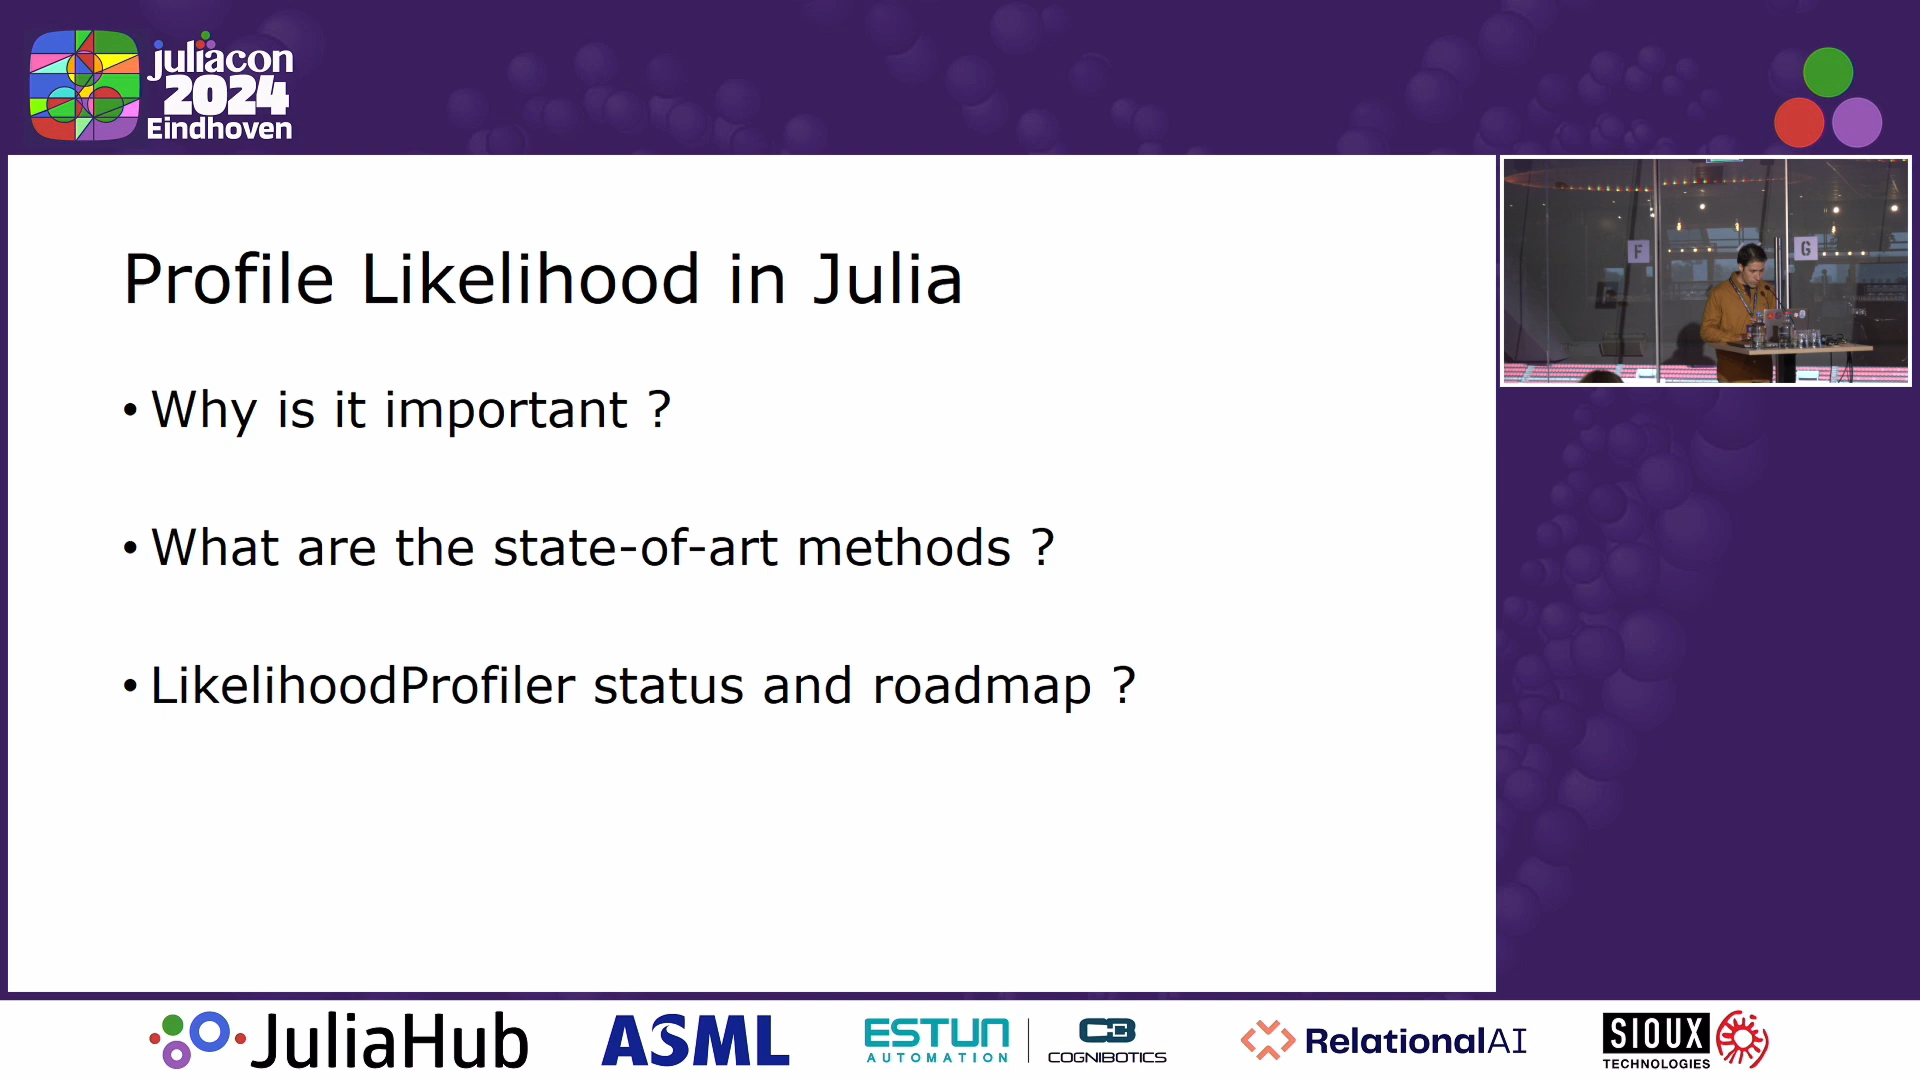 juliacon
2024
Eindhoven
Profile Likelihood in Julia
• Why is it important ?
• What are the state-of-art methods ?
• LikelihoodProfiler status and roadmap ?
F
G
JuliaHub
ASML
ESTUN
AUTOMATION
COGNIBOTICS
RelationalAI
SIOUX
TECHNOLOGIES